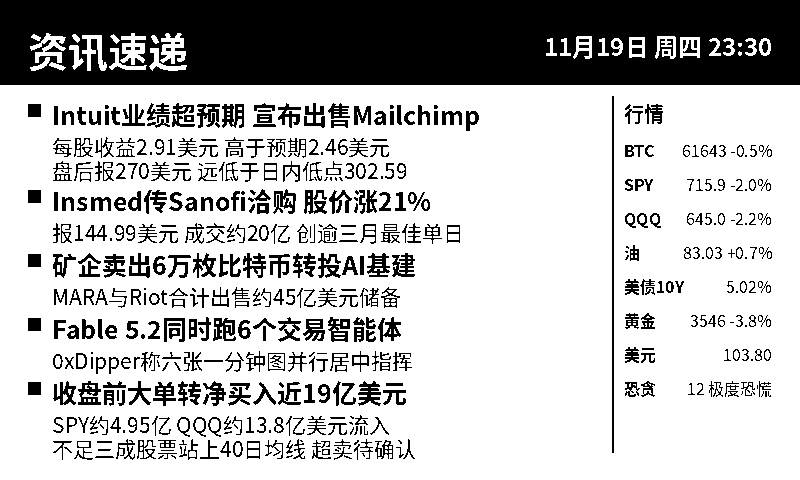 资讯速递
11月19日 周四 23:30
Intuit业绩超预期 宣布出售Mailchimp
每股收益2.91美元 高于预期2.46美元
盘后报270美元 远低于日内低点302.59
Insmed传Sanofi洽购 股价涨21%
报144.99美元 成交约20亿 创逾三月最佳单日
矿企卖出6万枚比特币转投AI基建
MARA与Riot合计出售约45亿美元储备
Fable 5.2同时跑6个交易智能体
0xDipper称六张一分钟图并行居中指挥
收盘前大单转净买入近19亿美元
SPY约4.95亿 QQQ约13.8亿美元流入
不足三成股票站上40日均线 超卖待确认
行情
BTC 61643 -0.5%
SPY 715.9 -2.0%
QQQ 645.0 -2.2%
油 83.03 +0.7%
美债10Y 5.02%
黄金 3546 -3.8%
美元 103.80
恐贪 12 极度恐慌